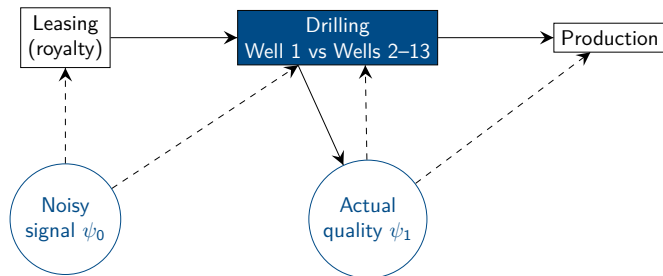 Leasing
(royalty)
Drilling
Well 1 vs Wells 2–13
Production
Noisy
signal ψ₀
Actual
quality ψ₁